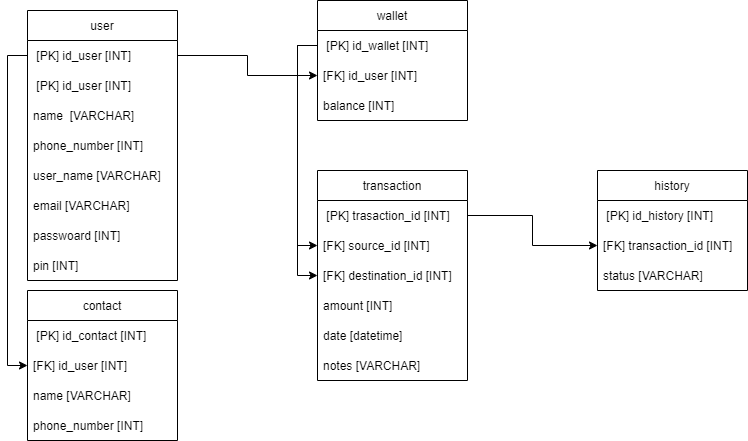 user
[PK] id_user [INT]
[PK] id_user [INT]
name [VARCHAR]
phone_number [INT]
user_name [VARCHAR]
email [VARCHAR]
passwoard [INT]
pin [INT]
contact
[PK] id_contact [INT]
[FK] id_user [INT]
name [VARCHAR]
phone_number [INT]
wallet
[PK] id_wallet [INT]
[FK] id_user [INT]
balance [INT]
transaction
[PK) trasaction_id [INT]
[FK] source_id [INT]
[FK] destination_id [INT]
amount [INT]
date [datetime]
notes [VARCHAR]
history
[PK] id_history [INT]
[FK] transaction_id [INT]
status [VARCHAR]